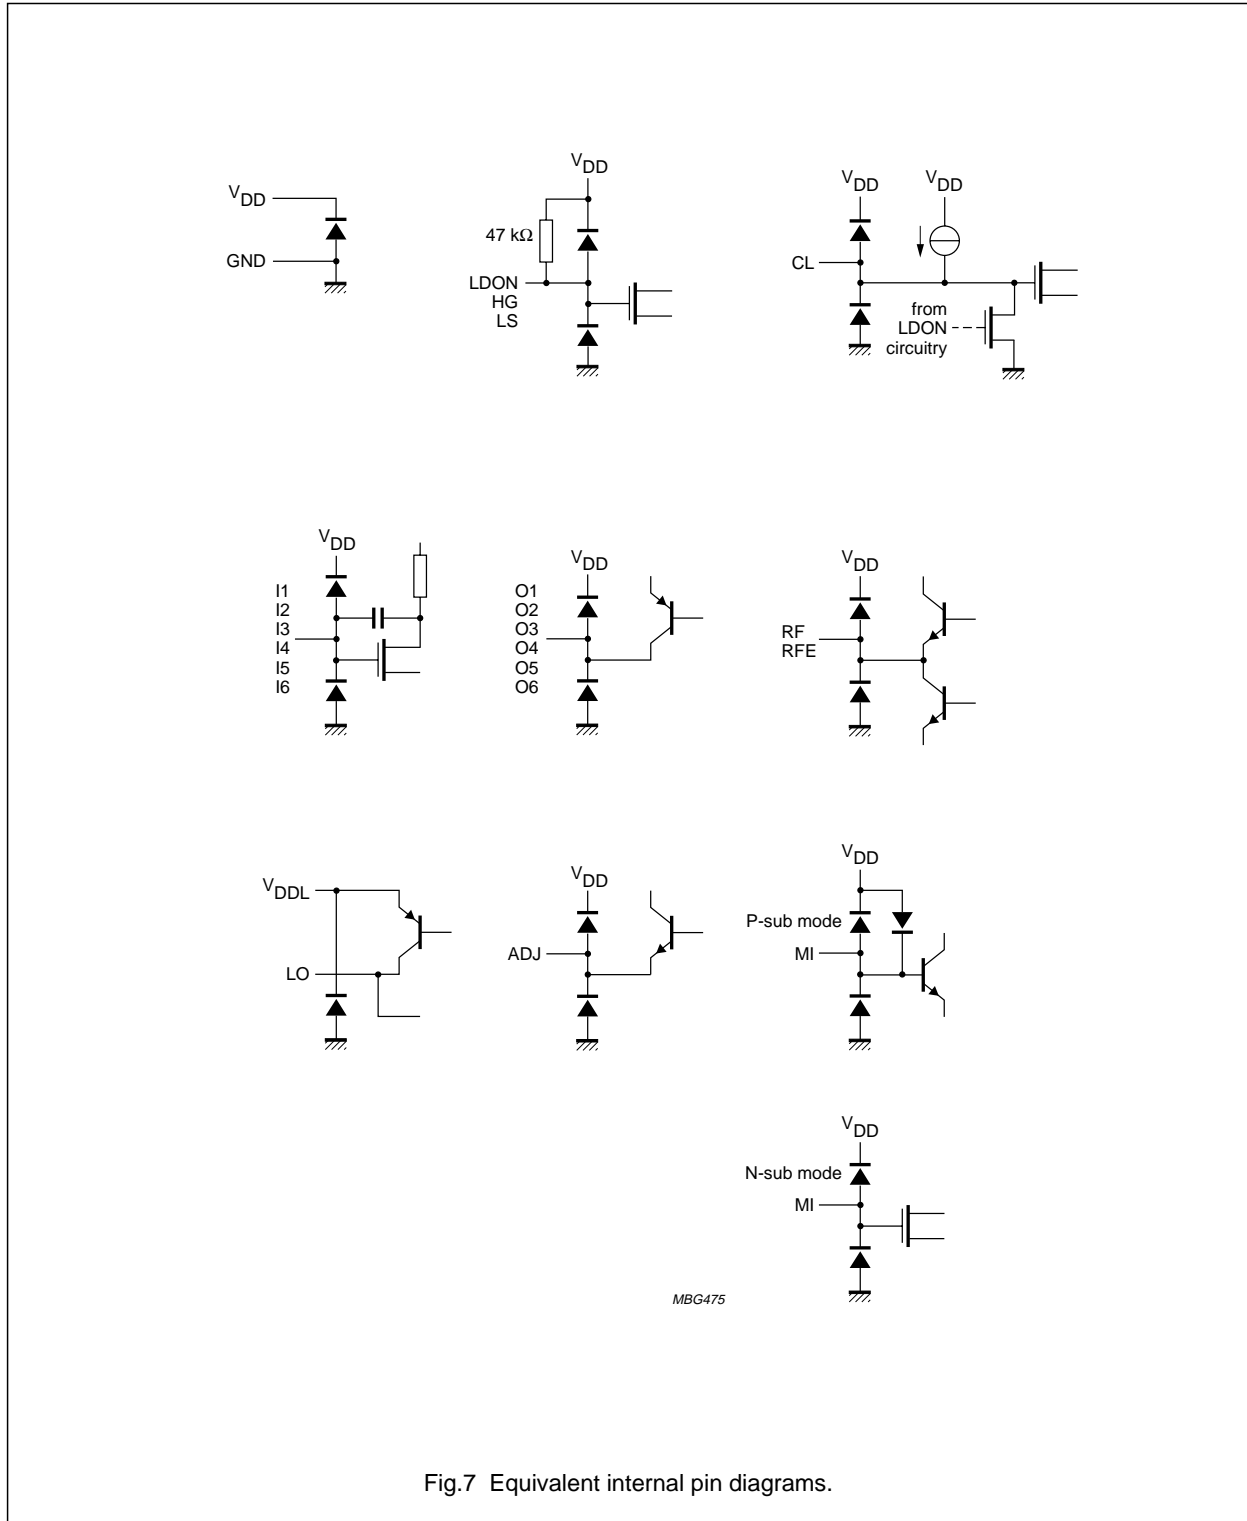 VDD
GND
VDD
47 kΩ
LDON
HG
LS
VDD
VDD
CL
from
LDON
circuitry
VDD
I1
I2
I3
I4
I5
I6
VDD
O1
O2
O3
O4
O5
O6
VDD
RF
RFE
VDDL
LO
VDD
ADJ
VDD
P-sub mode
MI
VDD
N-sub mode
MI
MBG475
Fig.7 Equivalent internal pin diagrams.